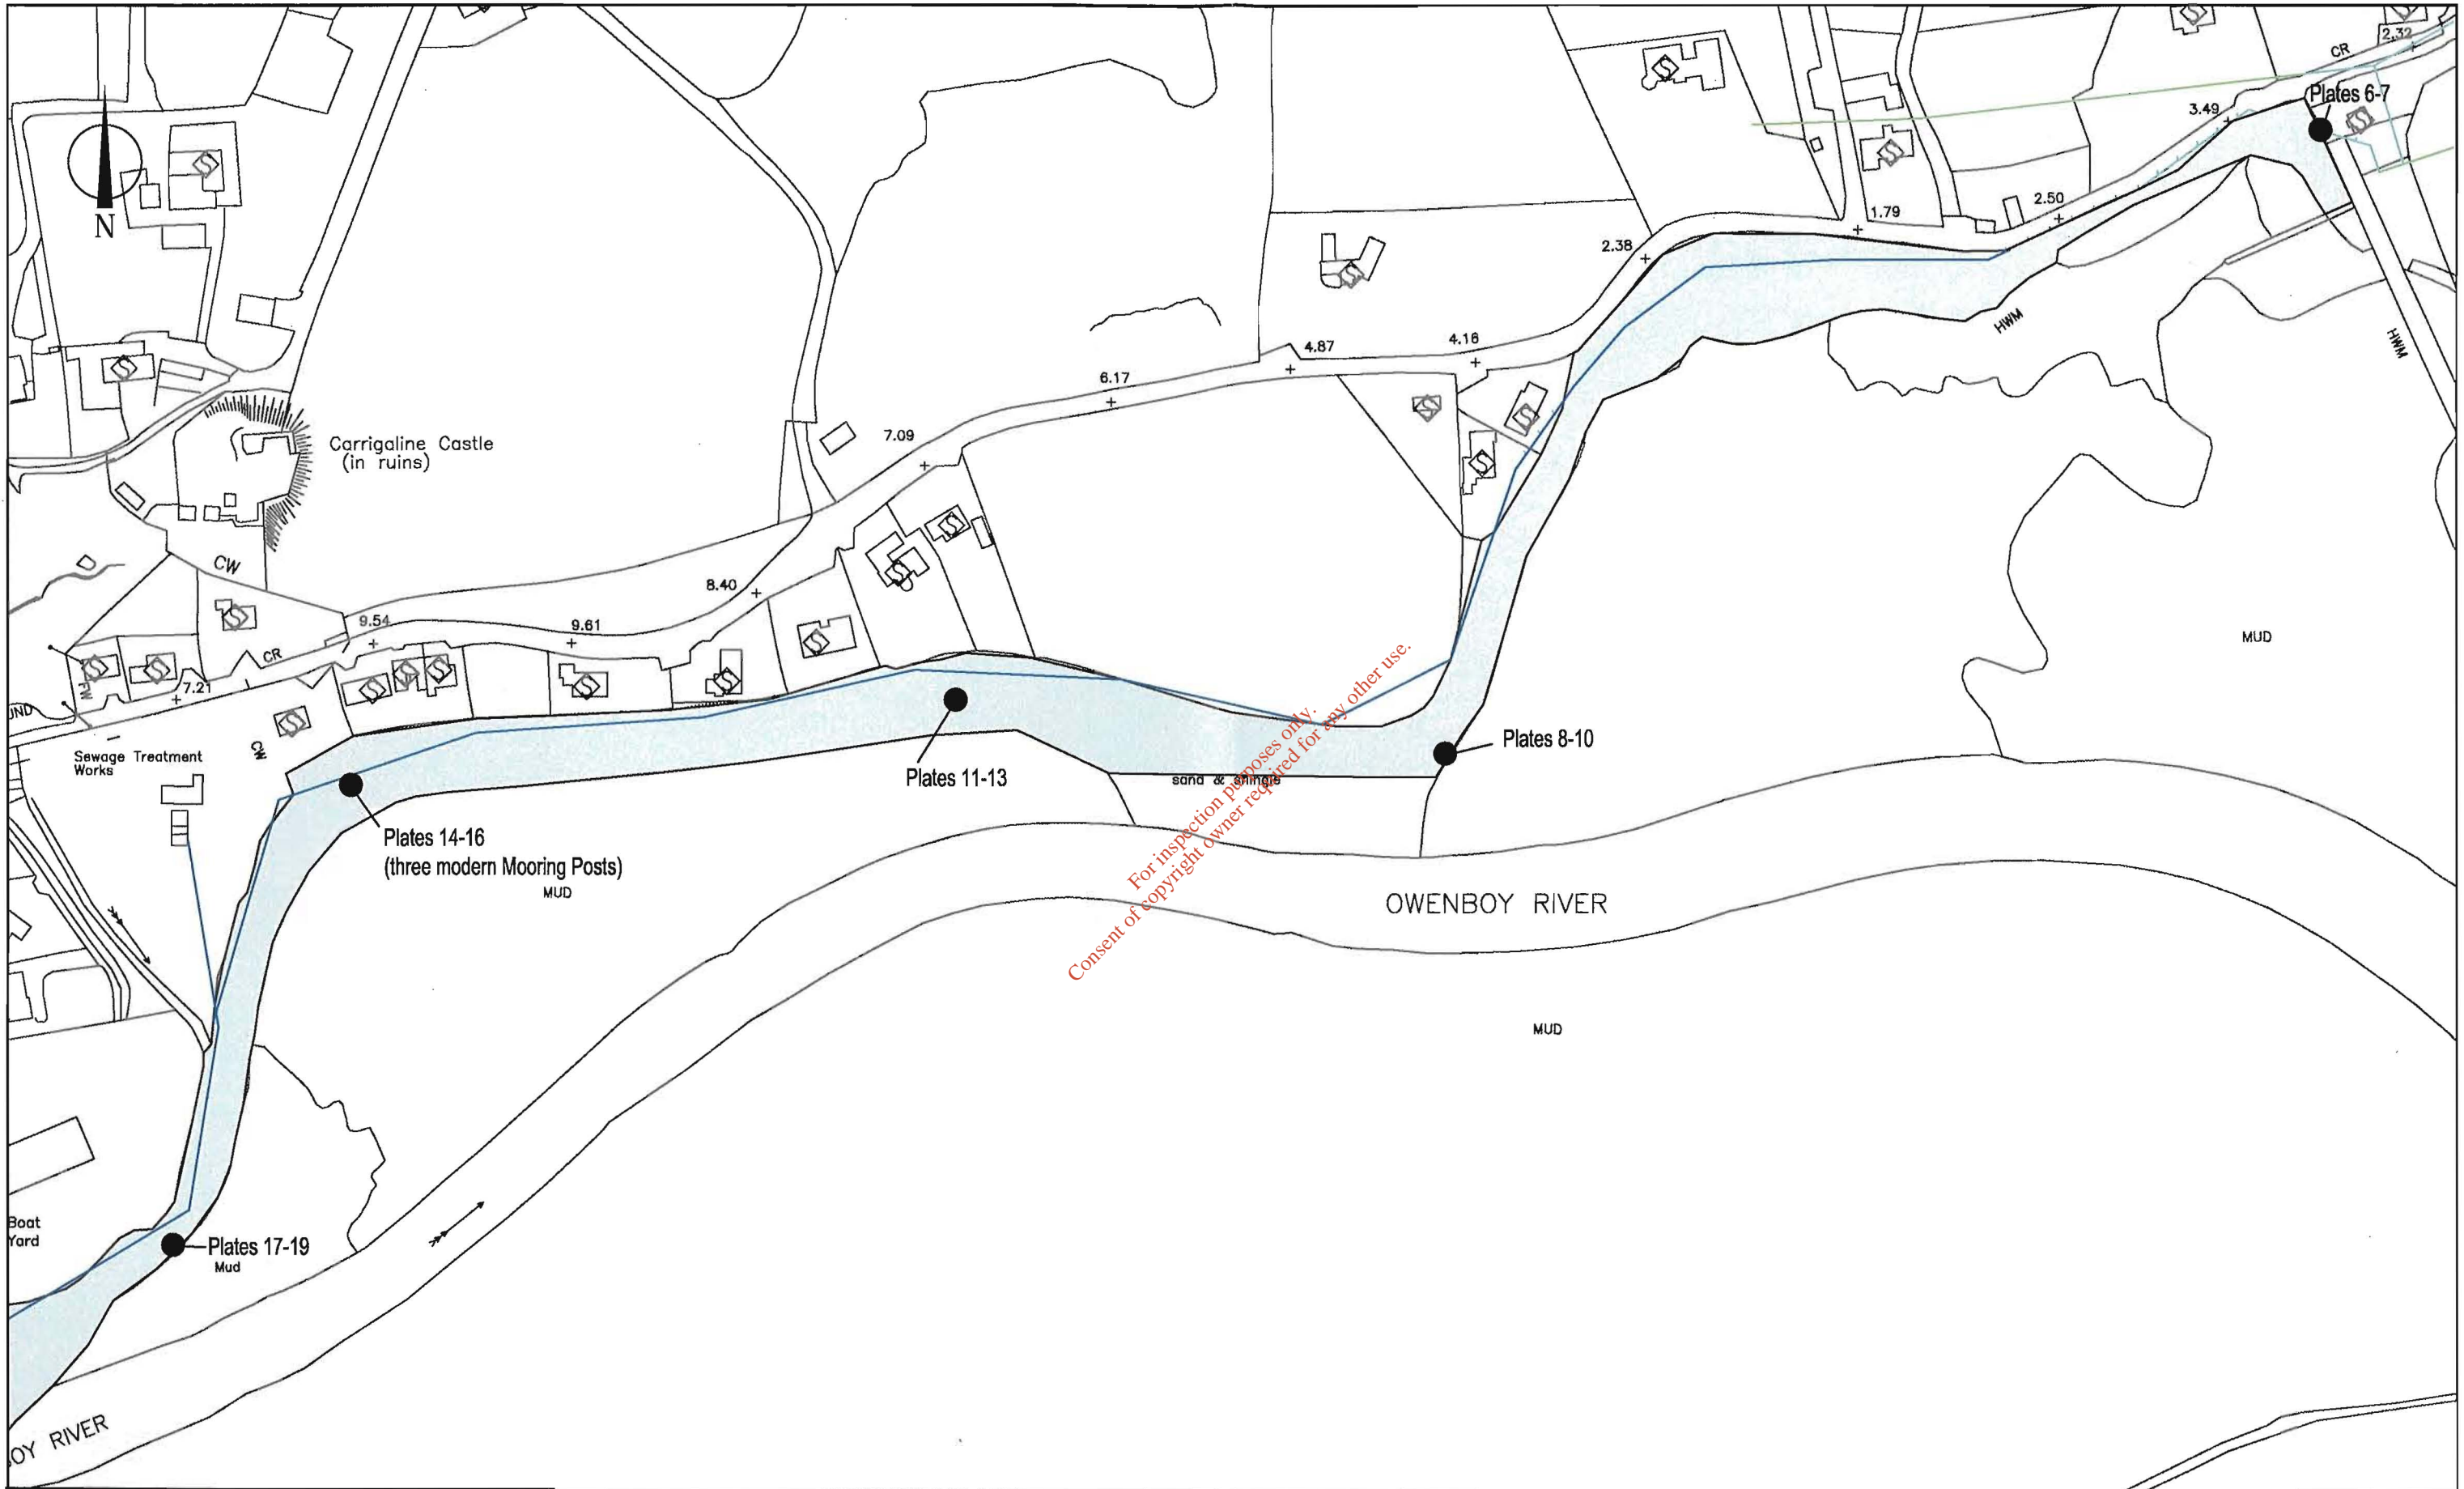 2.32
CR
Plates 6-7
3.49
2.50
1.79
2.38
N
HWM
HWM
4.16
4.87
6.17
7.09
Carrigaline Castle
(in ruins)
CW
8.40
9.54
9.61
CR
MUD
FW
7.21
UND
Sewage Treatment
Works
CW
Plates 8-10
Plates 11-13
sand & shingle
For inspection purposes only.
Consent of copyright owner required for any other use.
Plates 14-16
(three modern Mooring Posts)
MUD
OWENBOY RIVER
MUD
Boat
Yard
Plates 17-19
Mud
OY RIVER